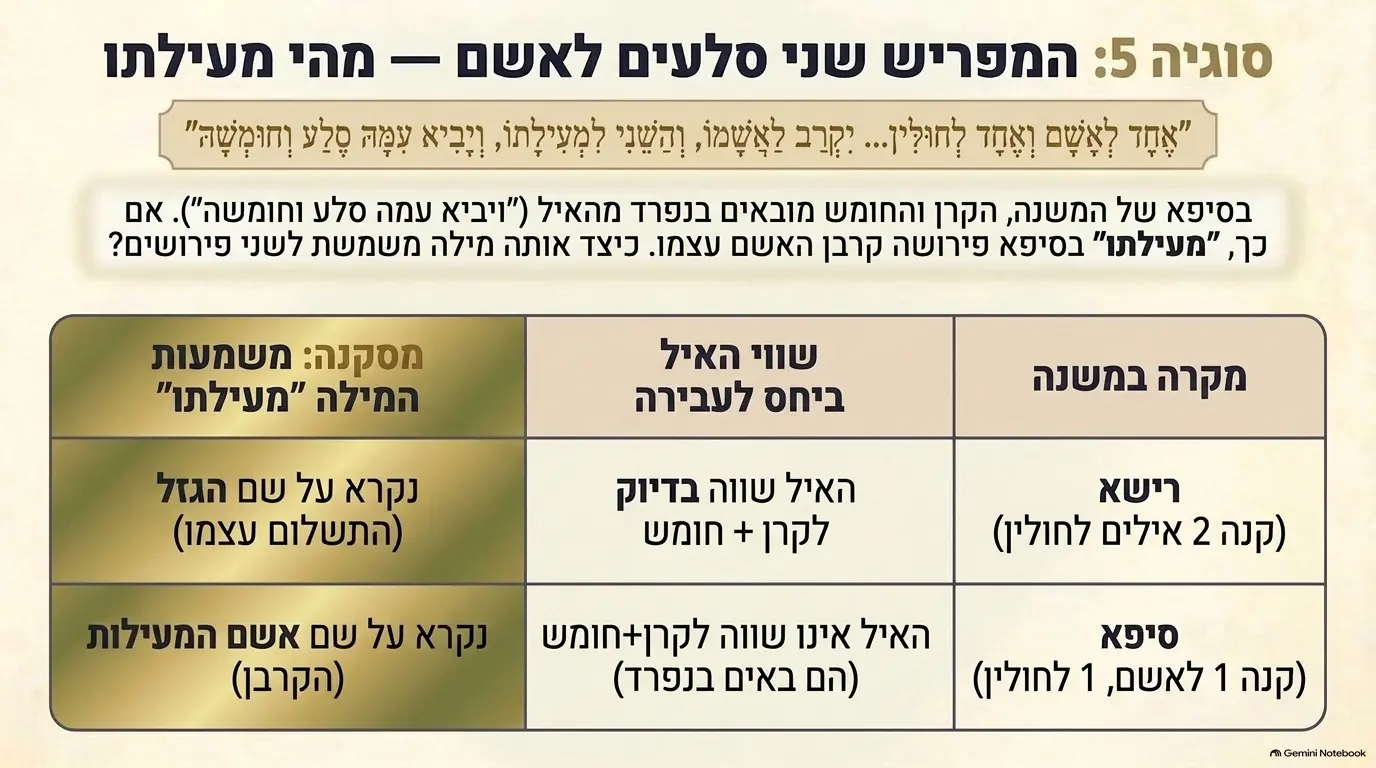 סוגיה 5: המפריש שני סלעים לאשם — מהי מעילתו
"אֶחָד לְאָשָׁם וְאֶחָד לְחוּלִּין... יִקְרַב לַאֲשָׁמוֹ, וְהַשֵּׁנִי לִמְעִילָתוֹ, וְיָבִיא עִמָּהּ סֶלַע וְחוּמְשָׁהּ"
בסיפא של המשנה, הקרן והחומש מובאים בנפרד מהאיל ("ויביא עמה סלע וחומשה"). אם
כך, "מעילתו" בסיפא פירושה קרבן האשם עצמו. כיצד אותה מילה משמשת לשני פירושים?
מקרה במשנה
שווי האיל
ביחס לעבירה
מסקנה: משמעות
המילה "מעילתו"
רישא
(קנה 2 אילים לחולין)
האיל שווה בדיוק
לקרן + חומש
נקרא על שם הגזל
(התשלום עצמו)
סיפא
(קנה 1 לאשם, 1 לחולין)
האיל אינו שווה לקרן+חומש
(הם באים בנפרד)
נקרא על שם אשם המעילות
(הקרבן)
Gemini Notebook